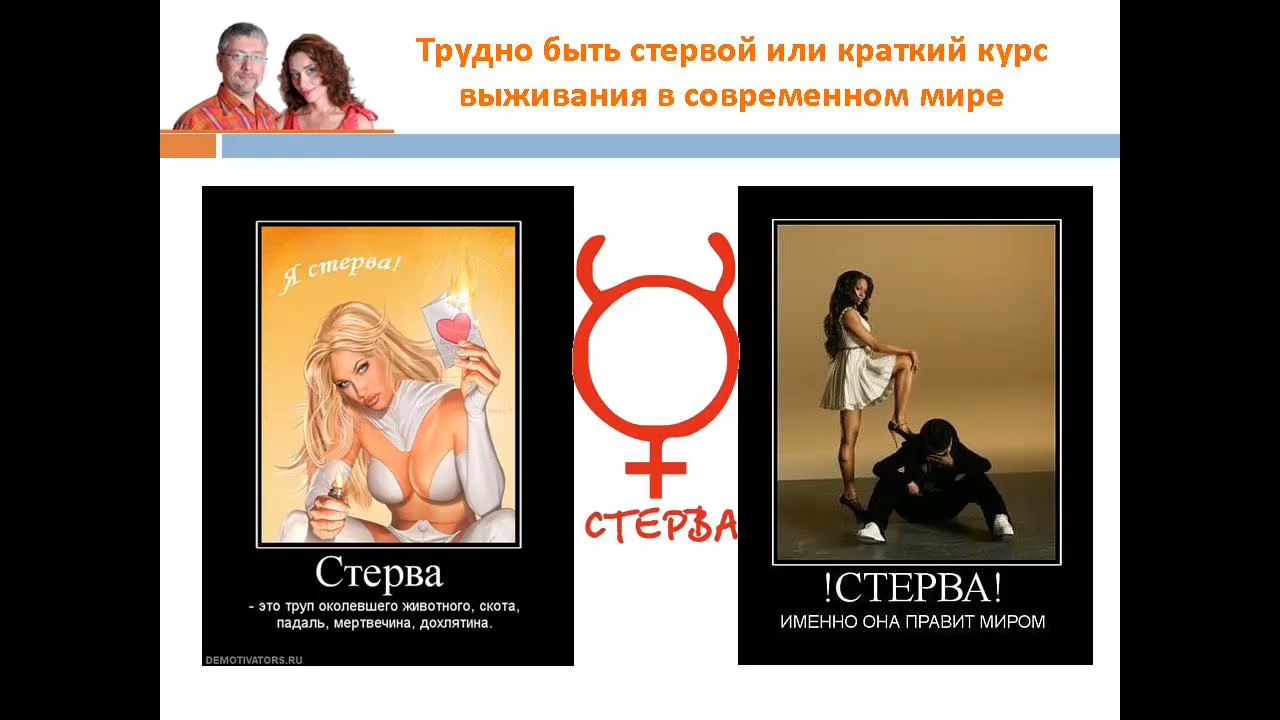 Трудно быть стервой или краткий курс
выживания в современном мире
Я стерва!
Стерва
- это труп околевшего животного, скота,
падаль, мертвечина, дохлятина.
DEMOTIVATORS.RU
СТЕРВА
!СТЕРВА!
ИМЕННО ОНА ПРАВИТ МИРОМ